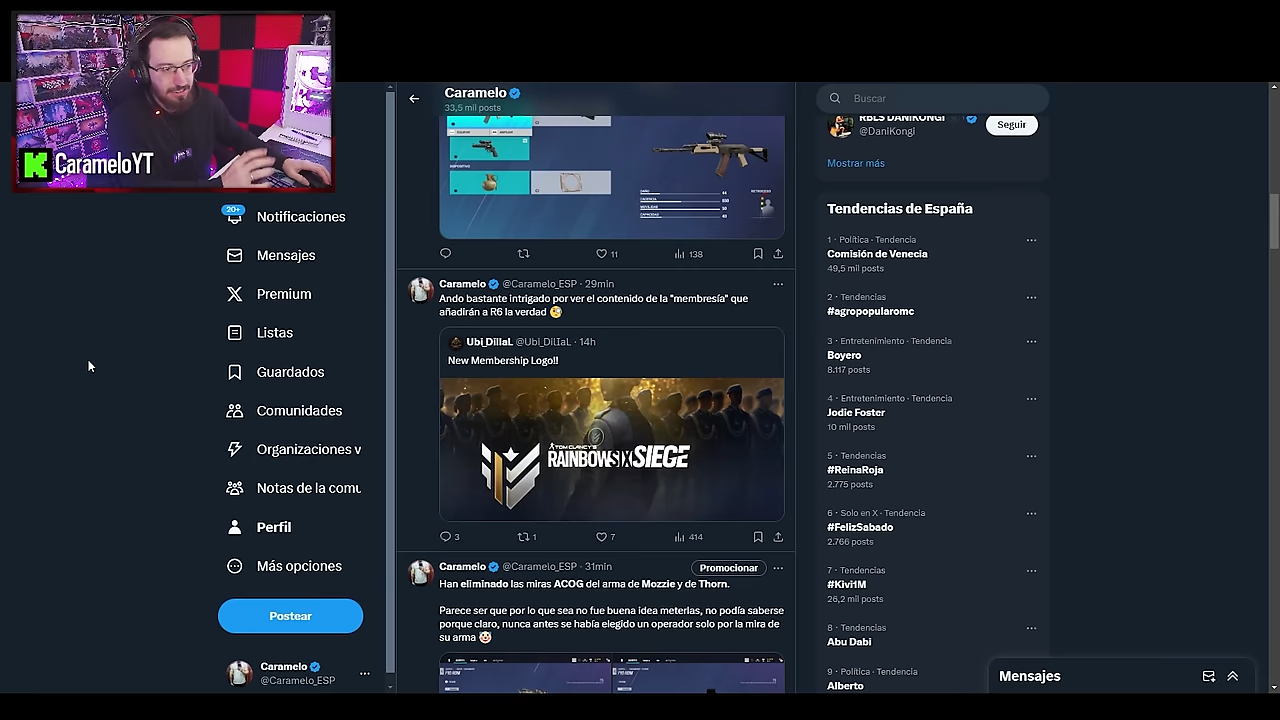 CarameloYT
Notificaciones
20+
Mensajes
Premium
Listas
Guardados
Comunidades
Organizaciones v
Notas de la comu
Perfil
Más opciones
Postear
Caramelo
@Caramelo_ESP
Caramelo
33,5 mil posts
11
138
Caramelo @Caramelo_ESP · 29min
Ando bastante intrigado por ver el contenido de la "membresía" que
añadirán a R6 la verdad
Ubi_DillaL @Ubi_DilIaL · 14h
New Membership Logo!!
TOM CLANCY'S
RAINBOWSIX SIEGE
3
1
7
414
Caramelo @Caramelo_ESP · 31min
Promocionar
Han eliminado las miras ACOG del arma de Mozzie y de Thorn.
Parece ser que por lo que sea no fue buena idea meterlas, no podía saberse
porque claro, nunca antes se había elegido un operador solo por la mira de
su arma
Buscar
RBLS DANIKONGI
@DaniKongI
Seguir
Mostrar más
Tendencias de España
1 · Política · Tendencia
Comisión de Venecia
49,5 mil posts
2 · Tendencias
#agropopularomc
3 · Entretenimiento · Tendencia
Boyero
8.117 posts
4 · Entretenimiento · Tendencia
Jodie Foster
10 mil posts
5 · Tendencias
#ReinaRoja
2.775 posts
6 · Solo en X · Tendencia
#FelizSabado
2.766 posts
7 · Tendencias
#Kivi1M
26,2 mil posts
8 · Tendencias
Abu Dabi
9 · Política · Tendencia
Alberto
Mensajes